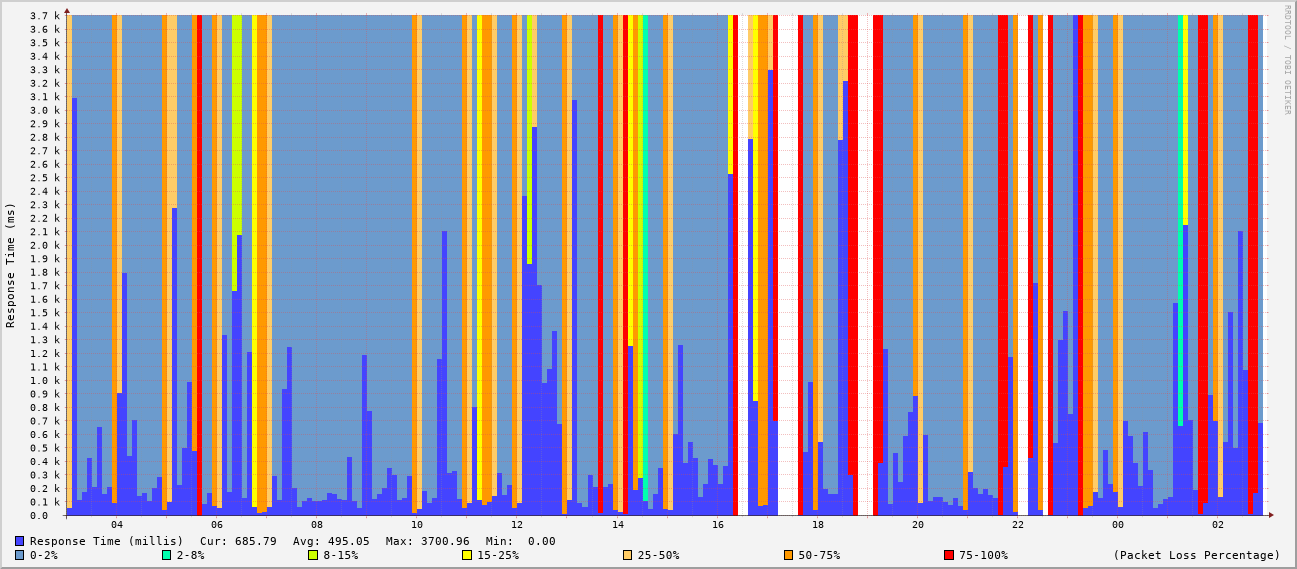 3.7 k
3.6 k
3.4 k
3.3 k
3.2 k
3.1 k
3.0 k
2.9 k
2.8 k
2.7 k
2.6 k
2.5 k
2.4 k
2.3 k
2.2 k
2.1 k
2.0 k
1.9 k
1.8 k
1.7 k
1.6 k
1.5 k
1.4 k
1.3 k
1.2 k
1.1 k
1.0 k
0.9 k
0.8 k
0.7 k
0.6 k
0.5 k
0.4 k
0.3 k
0.2 k
0.1 k
0.0
Response Time (ms)
RRDTOOL / TOBI OETIKER
04 06 08 10 12 14 16 18 20 22 00 02
Response Time (millis) Cur: 685.79 Avg: 495.05 Max: 3700.96 Min: 0.00
0-2% 2-8% 8-15% 15-25% 25-50% 50-75% 75-100% (Packet Loss Percentage)